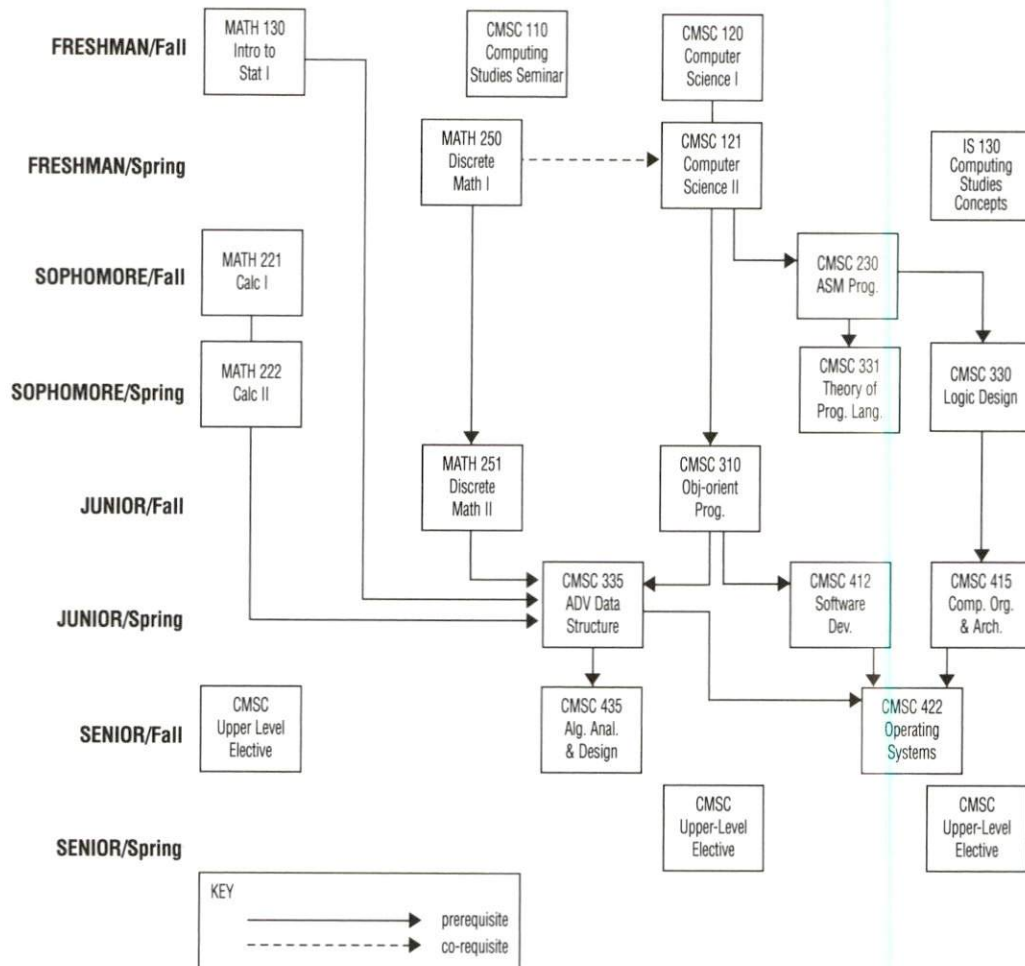 FRESHMAN/Fall
MATH 130
Intro to
Stat I
CMSC 110
Computing
Studies Seminar
CMSC 120
Computer
Science I
FRESHMAN/Spring
MATH 250
Discrete
Math I
CMSC 121
Computer
Science II
IS 130
Computing
Studies
Concepts
SOPHOMORE/Fall
MATH 221
Calc I
CMSC 230
ASM Prog.
SOPHOMORE/Spring
MATH 222
Calc II
CMSC 331
Theory of
Prog. Lang.
CMSC 330
Logic Design
JUNIOR/Fall
MATH 251
Discrete
Math II
CMSC 310
Obj-orient
Prog.
JUNIOR/Spring
CMSC 335
ADV Data
Structure
CMSC 412
Software
Dev.
CMSC 415
Comp. Org.
& Arch.
SENIOR/Fall
CMSC
Upper Level
Elective
CMSC 435
Alg. Anal.
& Design
CMSC 422
Operating
Systems
SENIOR/Spring
CMSC
Upper-Level
Elective
CMSC
Upper-Level
Elective
KEY
prerequisite
co-requisite